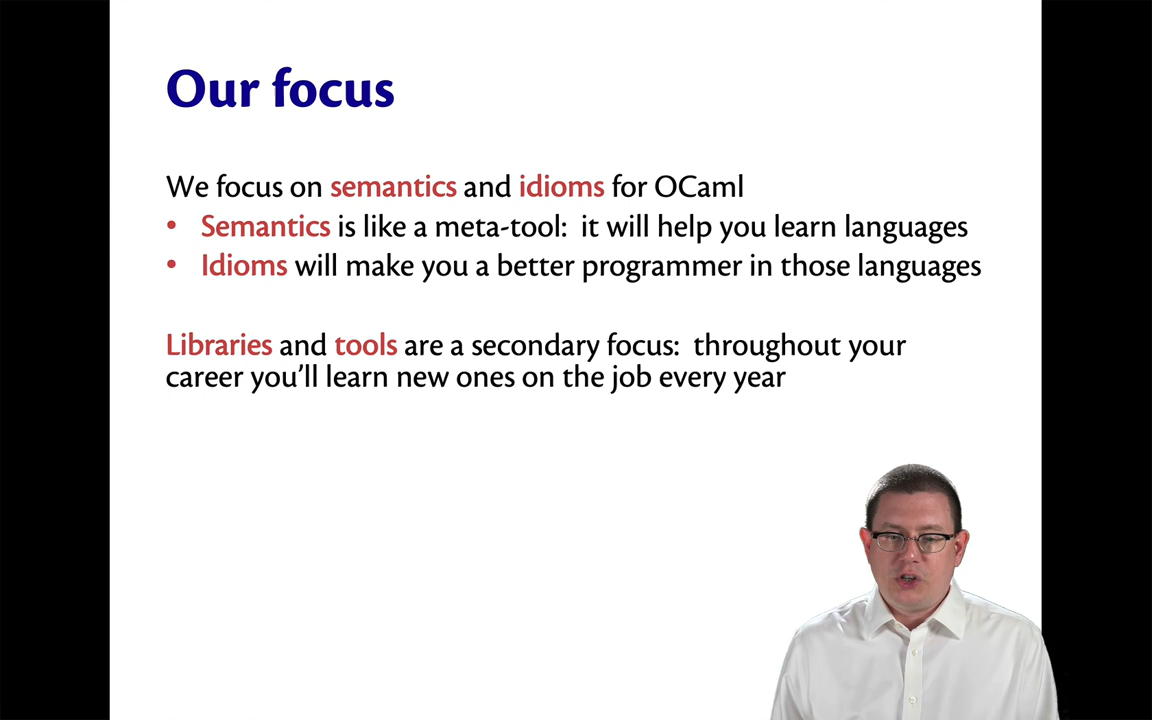 Our focus
We focus on semantics and idioms for OCaml
• Semantics is like a meta-tool:  it will help you learn languages
• Idioms will make you a better programmer in those languages
Libraries and tools are a secondary focus:  throughout your
career you’ll learn new ones on the job every year